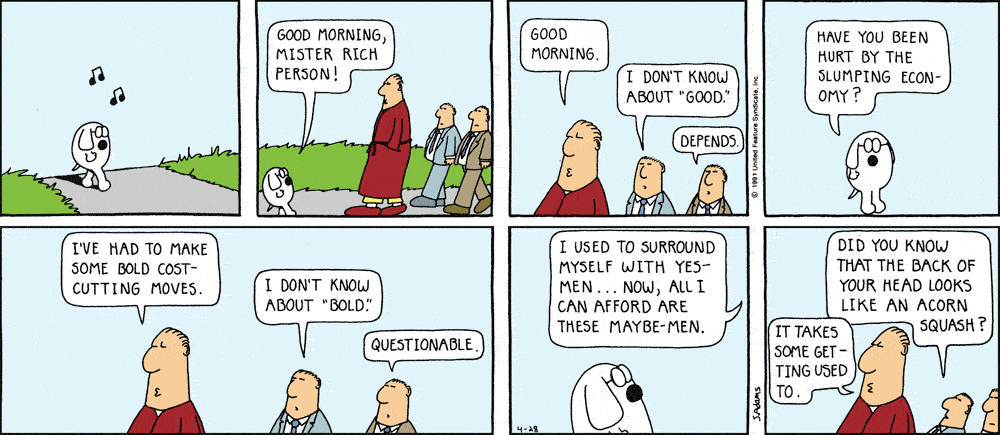 GOOD MORNING,
MISTER RICH
PERSON!
GOOD
MORNING.
I DON'T KNOW
ABOUT "GOOD."
DEPENDS.
© 1991 United Feature Syndicate, Inc.
HAVE YOU BEEN
HURT BY THE
SLUMPING ECON-
OMY?
I'VE HAD TO MAKE
SOME BOLD COST-
CUTTING MOVES.
I DON'T KNOW
ABOUT "BOLD."
QUESTIONABLE.
I USED TO SURROUND
MYSELF WITH YES-
MEN... NOW, ALL I
CAN AFFORD ARE
THESE MAYBE-MEN.
4-28
S.Adams
DID YOU KNOW
THAT THE BACK OF
YOUR HEAD LOOKS
LIKE AN ACORN
SQUASH?
IT TAKES
SOME GET-
TING USED
TO.